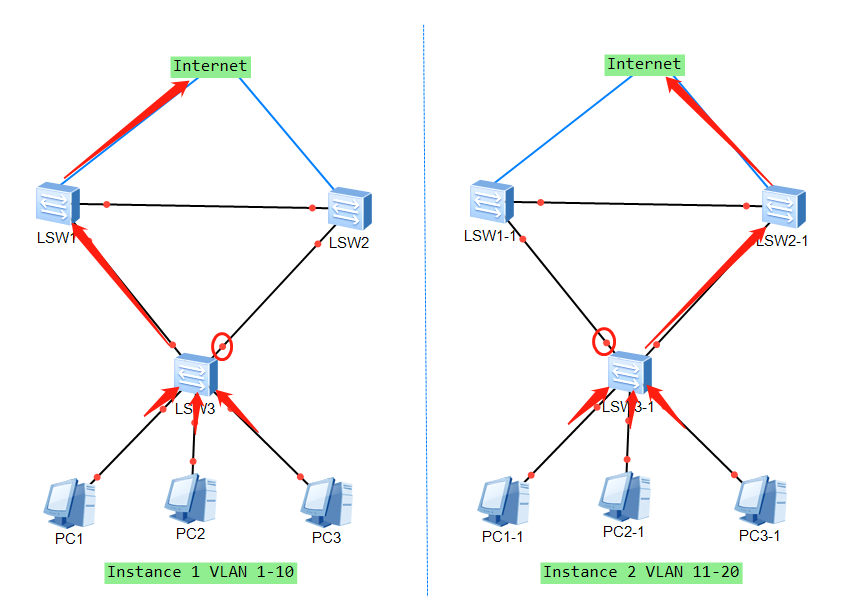 Internet
LSW1
LSW2
LSW3
PC1
PC2
PC3
Instance 1 VLAN 1-10
Internet
LSW1-1
LSW2-1
LSW3-1
PC1-1
PC2-1
PC3-1
Instance 2 VLAN 11-20